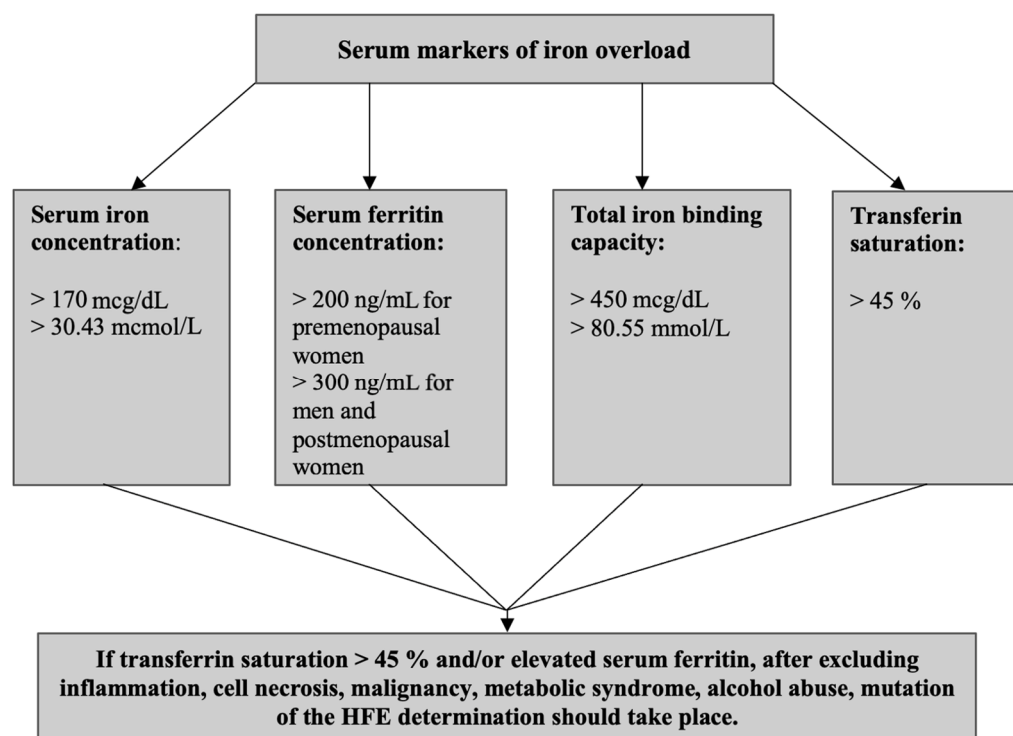 Serum markers of iron overload
Serum iron
concentration:
> 170 mcg/dL
> 30.43 mcmol/L
Serum ferritin
concentration:
> 200 ng/mL for
premenopausal
women
> 300 ng/mL for
men and
postmenopausal
women
Total iron binding
capacity:
> 450 mcg/dL
> 80.55 mmol/L
Transferin
saturation:
> 45 %
If transferrin saturation > 45 % and/or elevated serum ferritin, after excluding
inflammation, cell necrosis, malignancy, metabolic syndrome, alcohol abuse, mutation
of the HFE determination should take place.